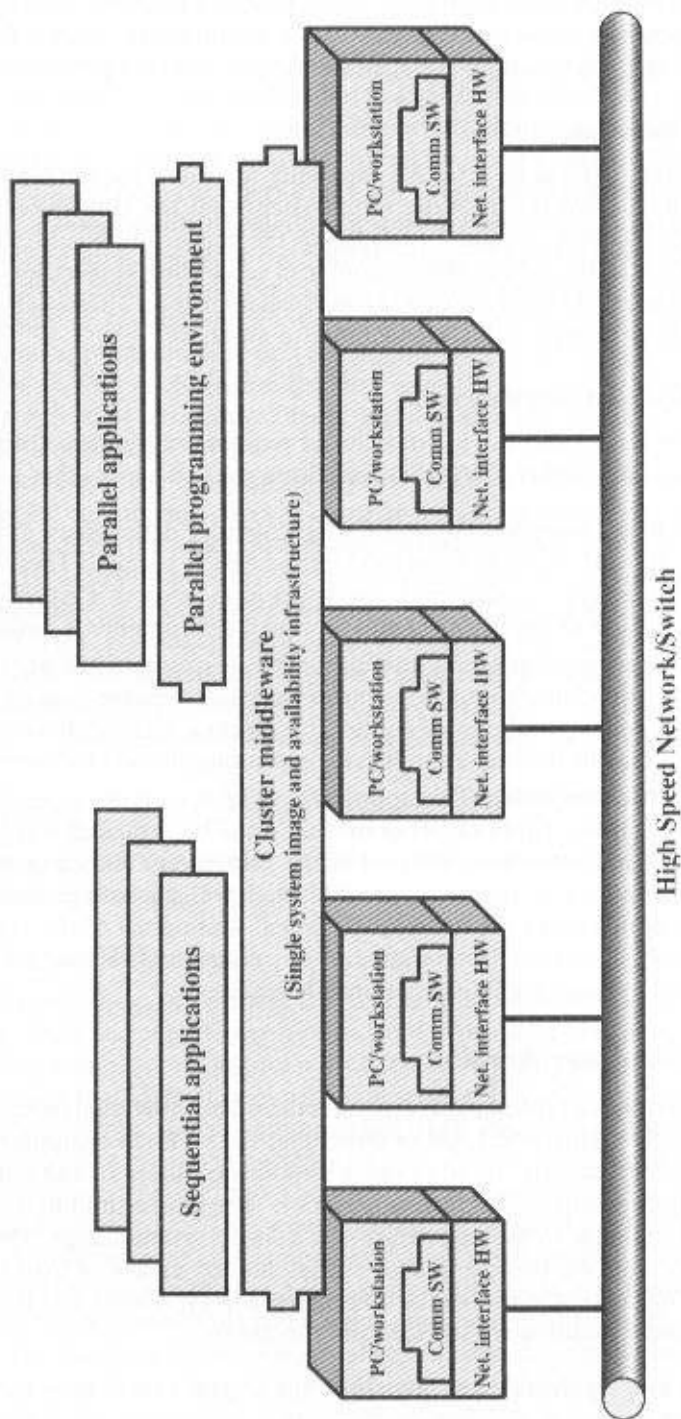 Parallel applications
Sequential applications
Parallel programming environment
Cluster middleware
(Single system image and availability infrastructure)
PC/workstation
Comm SW
Net. interface HW
PC/workstation
Comm SW
Net. interface HW
PC/workstation
Comm SW
Net. interface HW
PC/workstation
Comm SW
Net. interface HW
PC/workstation
Comm SW
Net. interface HW
High Speed Network/Switch